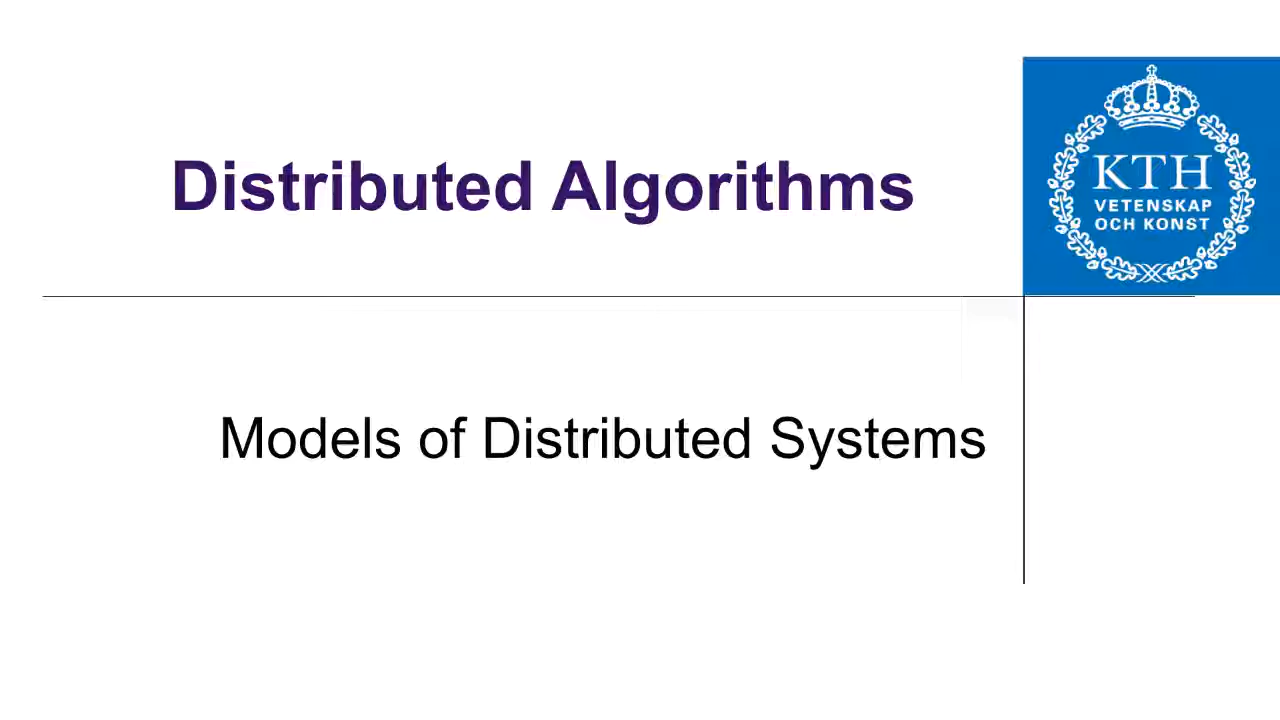 Distributed Algorithms
KTH
VETENSKAP
OCH KONST
Models of Distributed Systems